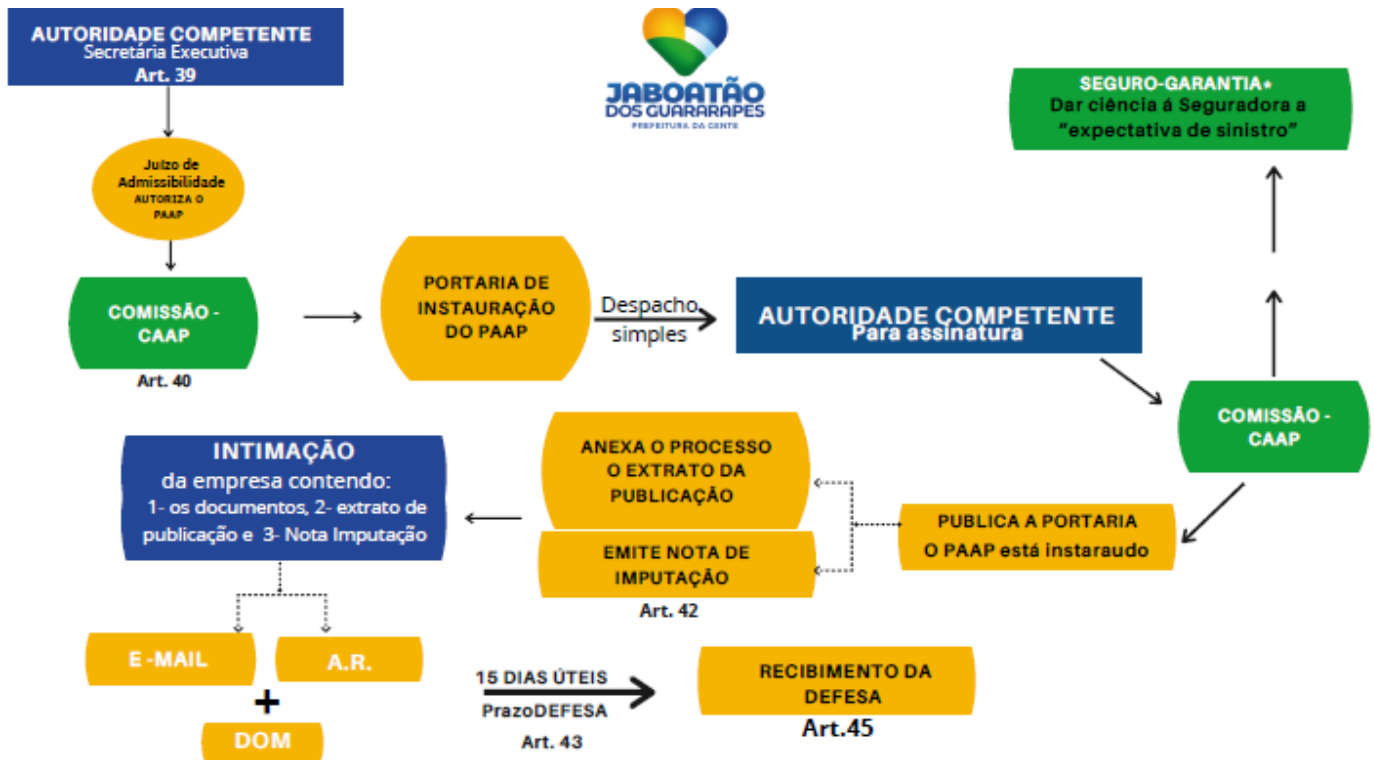 AUTORIDADE COMPETENTE
Secretária Executiva
Art. 39
JABOATÃO
DOS GUARARAPES
PREFEITURA DA GENTE
SEGURO-GARANTIA*
Dar ciência á Seguradora a
"expectativa de sinistro"
Juízo de
Admissibilidade
AUTORIZA O
PAAP
COMISSÃO -
CAAP
Art. 40
PORTARIA DE
INSTAURAÇÃO
DO PAAP
Despacho
simples
AUTORIDADE COMPETENTE
Para assinatura
COMISSÃO -
CAAP
PUBLICA A PORTARIA
O PAAP está instaraudo
ANEXA O PROCESSO
O EXTRATO DA
PUBLICAÇÃO
EMITE NOTA DE
IMPUTAÇÃO
Art. 42
INTIMAÇÃO
da empresa contendo:
1- os documentos, 2- extrato de
publicação e 3- Nota Imputação
E -MAIL
A.R.
+
DOM
15 DIAS ÚTEIS
PrazoDEFESA
Art. 43
RECIBIMENTO DA
DEFESA
Art.45